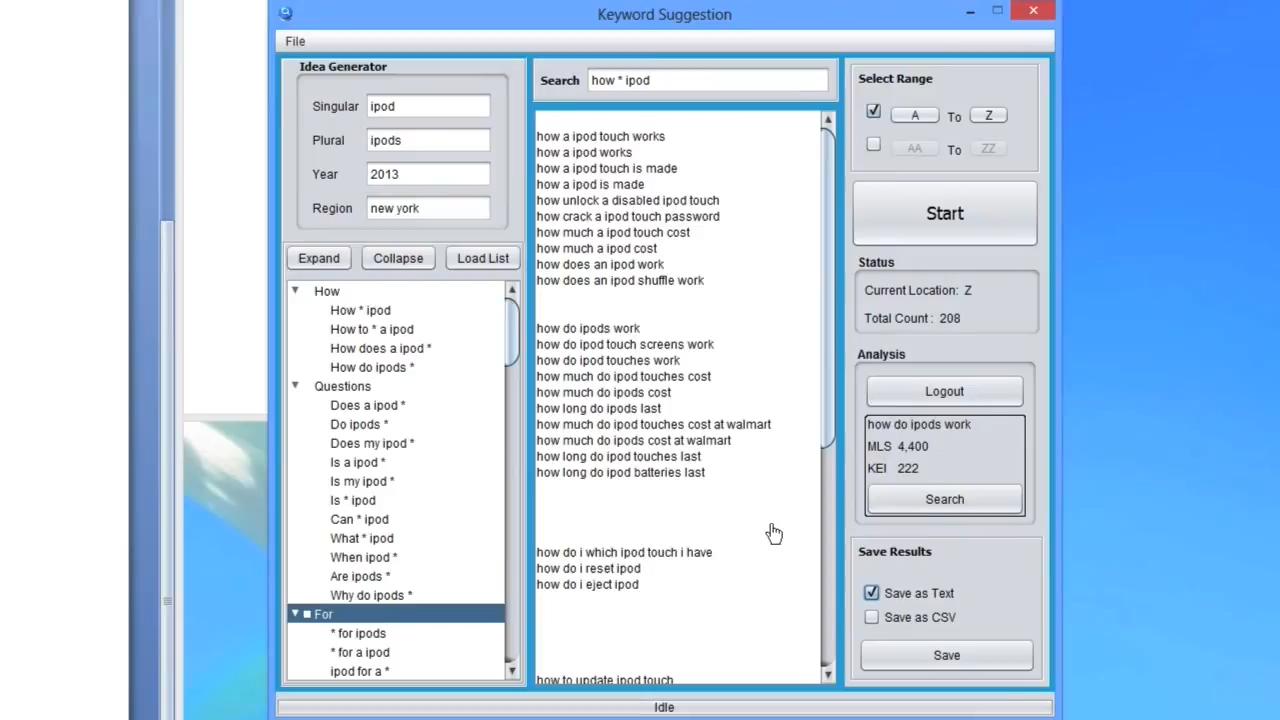 Keyword Suggestion
File
Idea Generator
Singular ipod
Plural ipods
Year 2013
Region new york
Expand Collapse Load List
How
How * ipod
How to * a ipod
How does a ipod *
How do ipods *
Questions
Does a ipod *
Do ipods *
Does my ipod *
Is a ipod *
Is my ipod *
Is * ipod
Can * ipod
What * ipod
When ipod *
Are ipods *
Why do ipods *
For
* for ipods
* for a ipod
ipod for a *
Search how * ipod
how a ipod touch works
how a ipod works
how a ipod touch is made
how a ipod is made
how unlock a disabled ipod touch
how crack a ipod touch password
how much a ipod touch cost
how much a ipod cost
how does an ipod work
how does an ipod shuffle work
how do ipods work
how do ipod touch screens work
how do ipod touches work
how much do ipod touches cost
how much do ipods cost
how long do ipods last
how much do ipod touches cost at walmart
how much do ipods cost at walmart
how long do ipod touches last
how long do ipod batteries last
how do i which ipod touch i have
how do i reset ipod
how do i eject ipod
how to update ipod touch
Select Range
A To Z
AA To ZZ
Start
Status
Current Location: Z
Total Count : 208
Analysis
Logout
how do ipods work
MLS 4,400
KEI 222
Search
Save Results
Save as Text
Save as CSV
Save
Idle